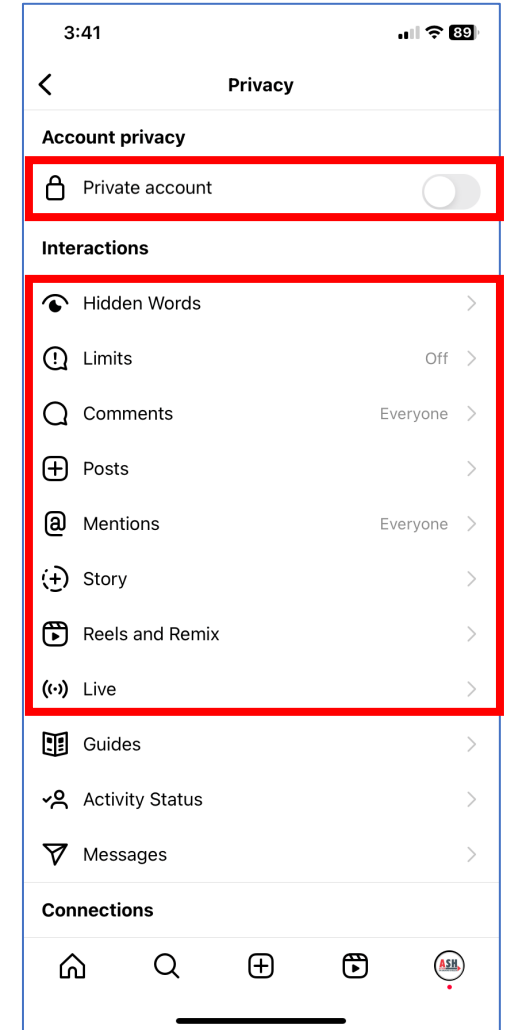 3:41
89
Privacy
Account privacy
Private account
Interactions
Hidden Words
Limits Off
Comments Everyone
Posts
Mentions Everyone
Story
Reels and Remix
Live
Guides
Activity Status
Messages
Connections
ASH